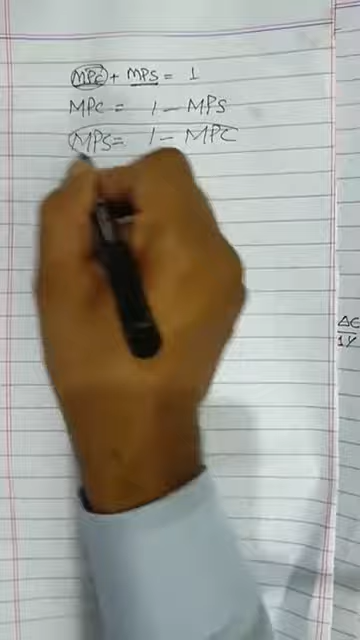 MPC + MPS = 1
MPC = 1 - MPS
MPS = 1 - MPC